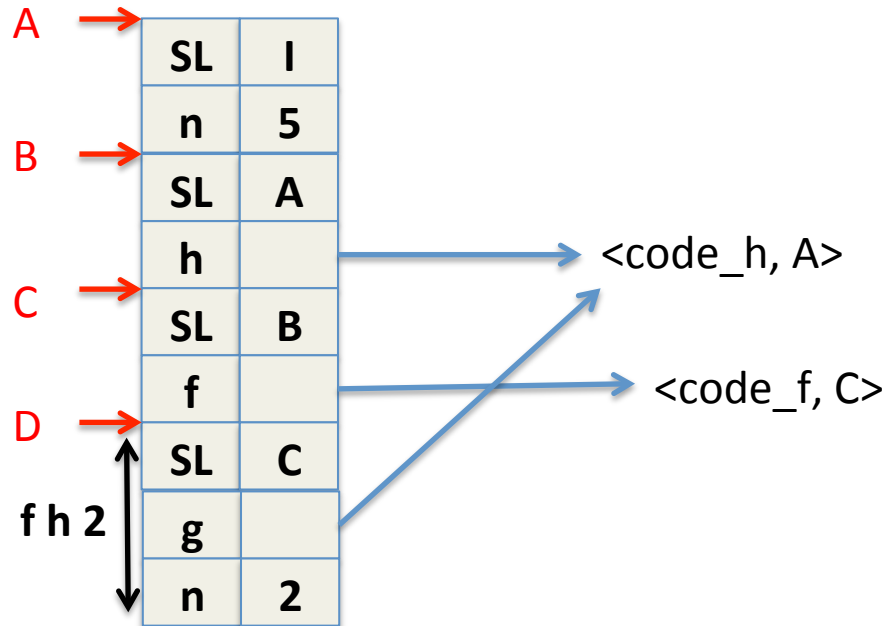 A
SL I
n 5
B
SL A
h
<code_h, A>
C
SL B
f
<code_f, C>
D
SL C
f h 2
g
n 2